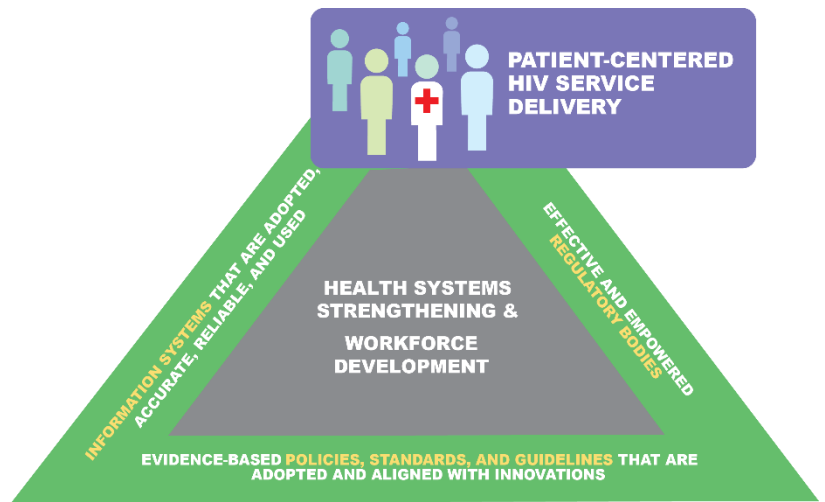 PATIENT-CENTERED
HIV SERVICE
DELIVERY
INFORMATION SYSTEMS THAT ARE ADOPTED,
ACCURATE, RELIABLE, AND USED
EFFECTIVE AND EMPOWERED
REGULATORY BODIES
HEALTH SYSTEMS
STRENGTHENING &
WORKFORCE
DEVELOPMENT
EVIDENCE-BASED POLICIES, STANDARDS, AND GUIDELINES THAT ARE
ADOPTED AND ALIGNED WITH INNOVATIONS